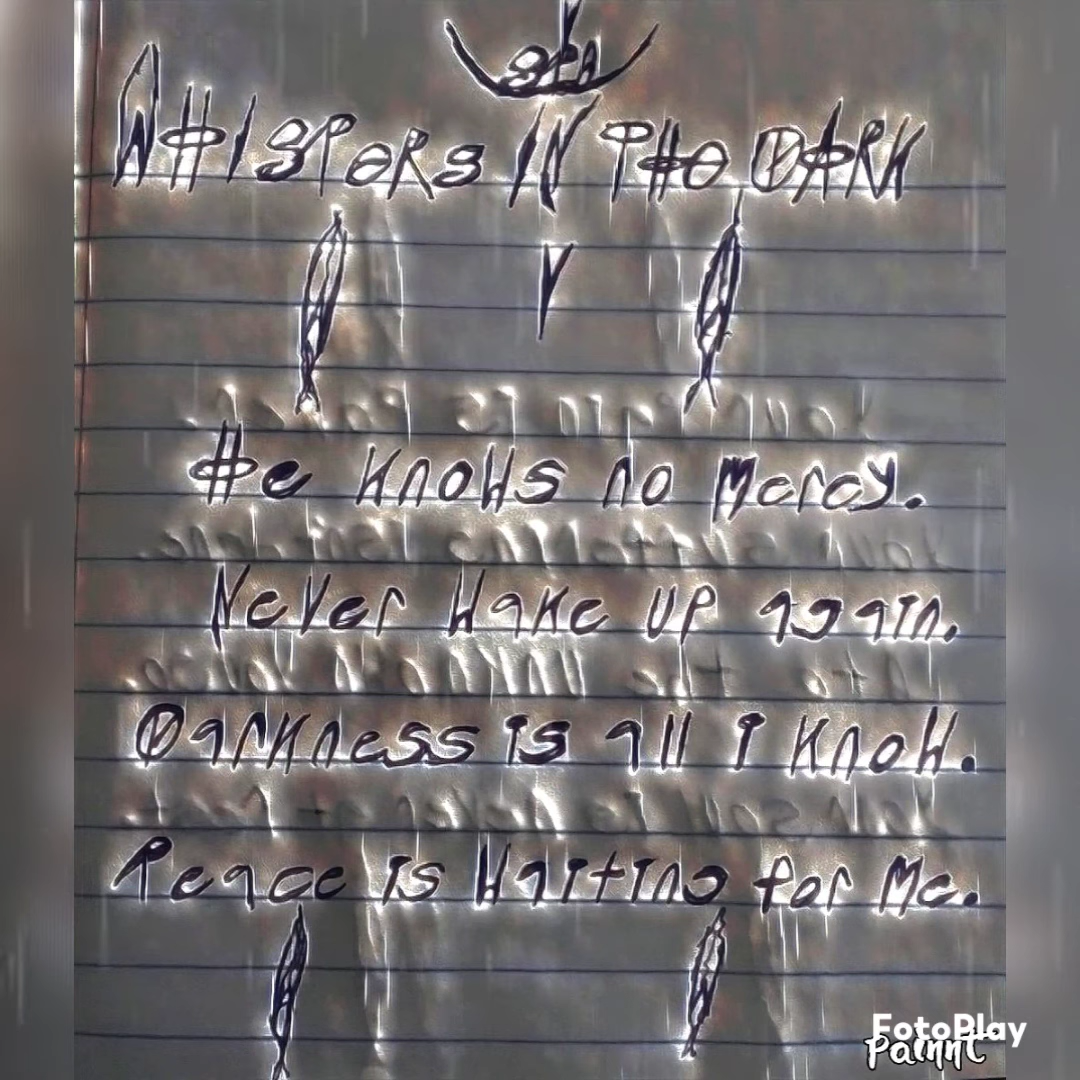 WHISPERS IN THE DARK
He knows no mercy.
Never wake up again.
Darkness is all I know.
Peace is waiting for me.
FotoPlay
Painnt